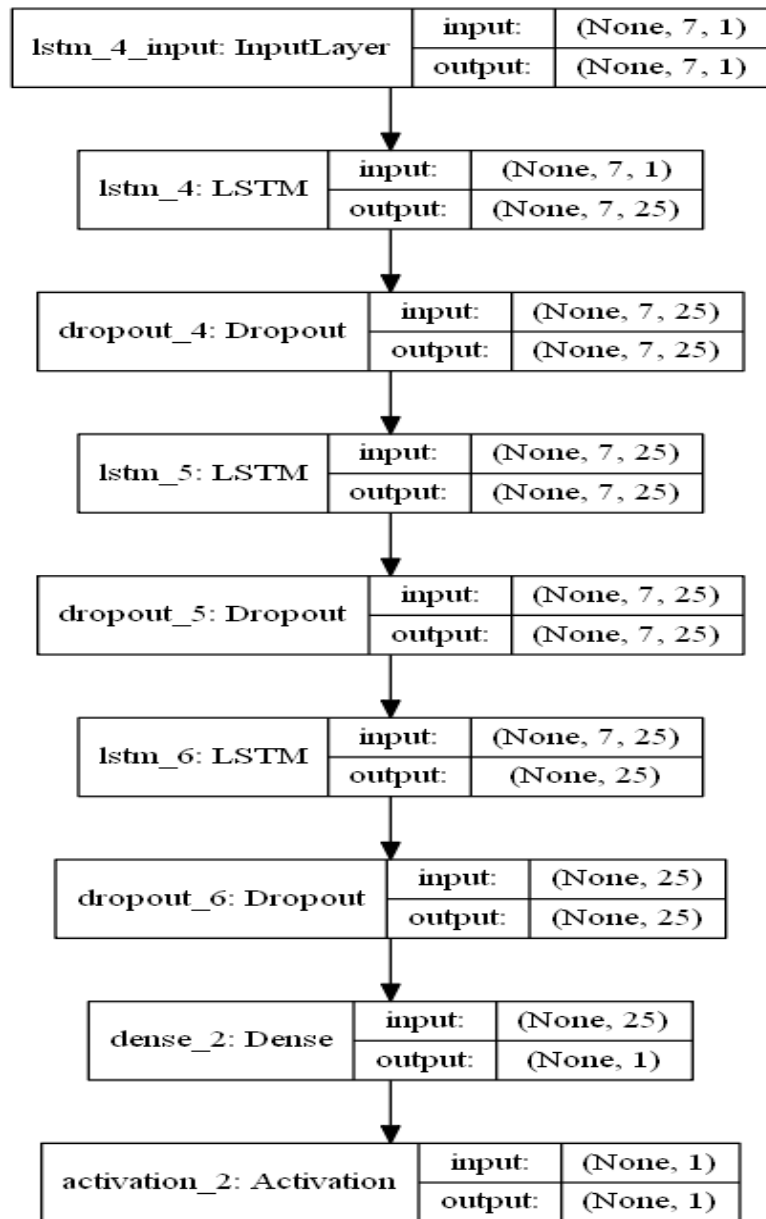 lstm_4_input: InputLayer
input: (None, 7, 1)
output: (None, 7, 1)
lstm_4: LSTM
input: (None, 7, 1)
output: (None, 7, 25)
dropout_4: Dropout
input: (None, 7, 25)
output: (None, 7, 25)
lstm_5: LSTM
input: (None, 7, 25)
output: (None, 7, 25)
dropout_5: Dropout
input: (None, 7, 25)
output: (None, 7, 25)
lstm_6: LSTM
input: (None, 7, 25)
output: (None, 25)
dropout_6: Dropout
input: (None, 25)
output: (None, 25)
dense_2: Dense
input: (None, 25)
output: (None, 1)
activation_2: Activation
input: (None, 1)
output: (None, 1)